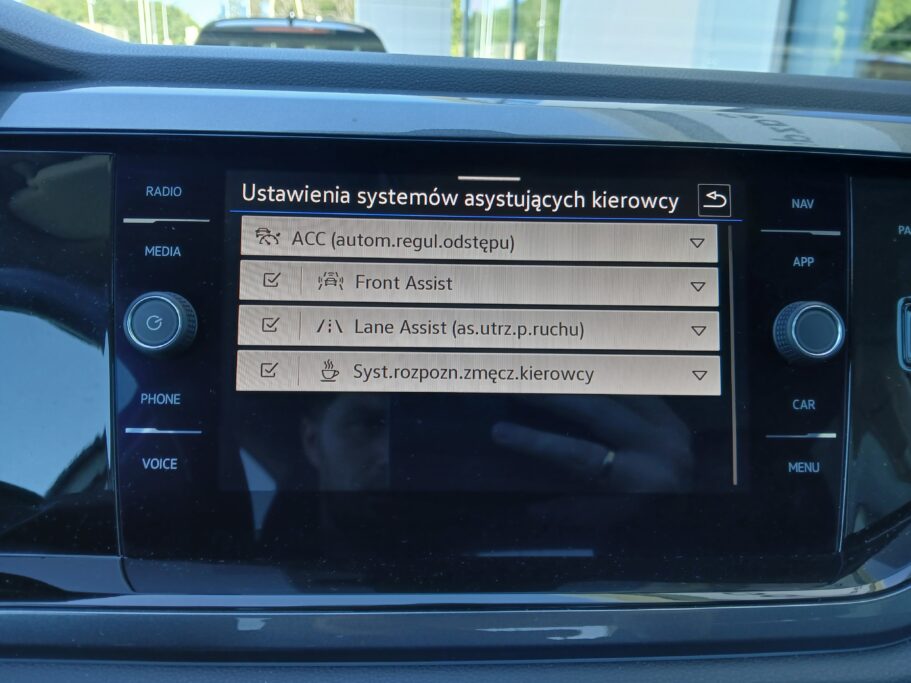 Ustawienia systemów asystujących kierowcy
ACC (autom.regul.odstępu)
Front Assist
Lane Assist (as.utrz.p.ruchu)
Syst.rozpozn.zmęcz.kierowcy
RADIO
MEDIA
PHONE
VOICE
NAV
APP
CAR
MENU
PA